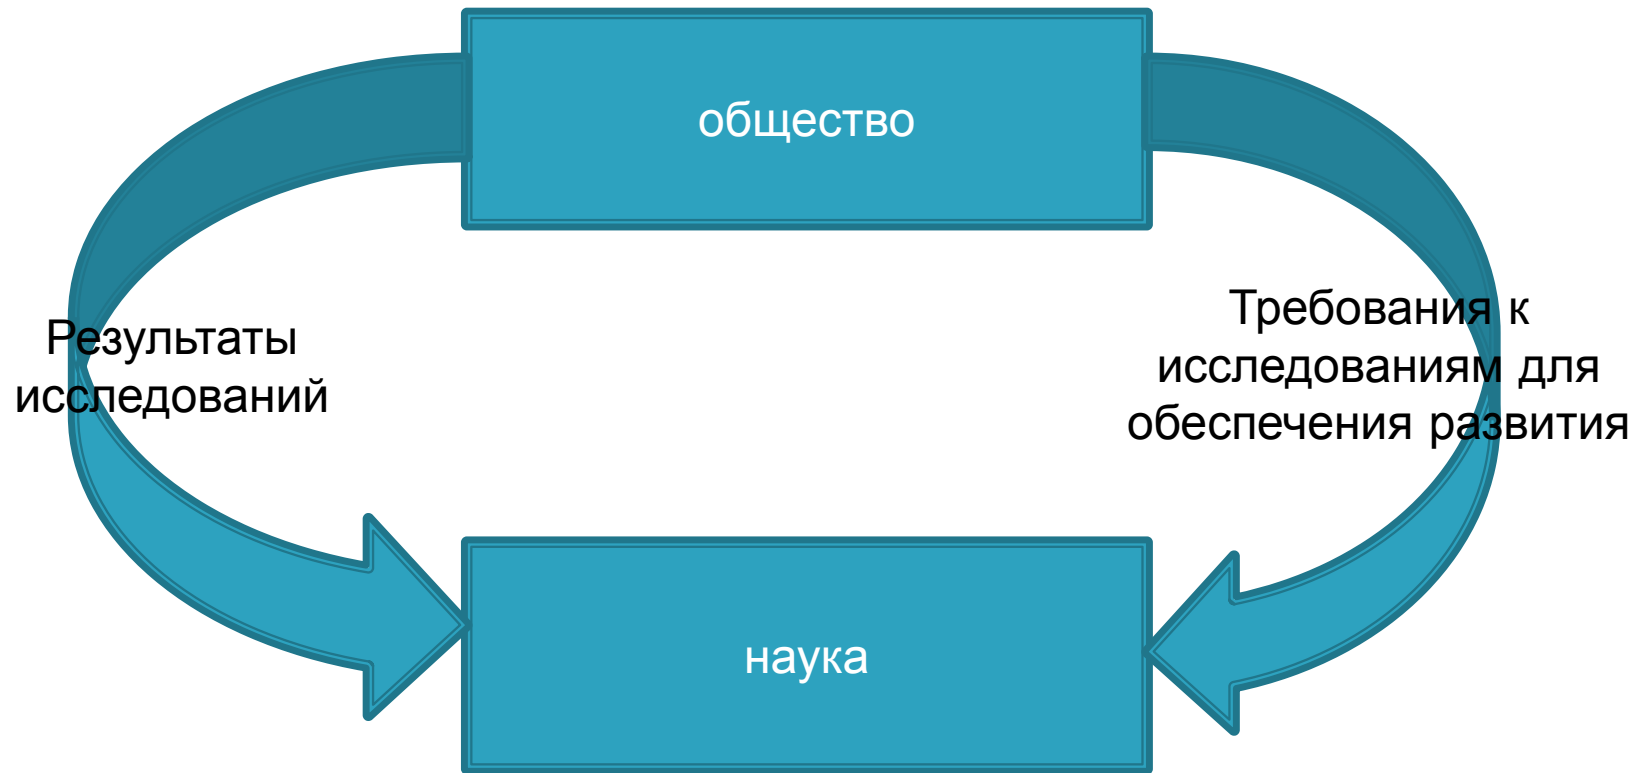 общество
Результаты
исследований
Требования к
исследованиям для
обеспечения развития
наука